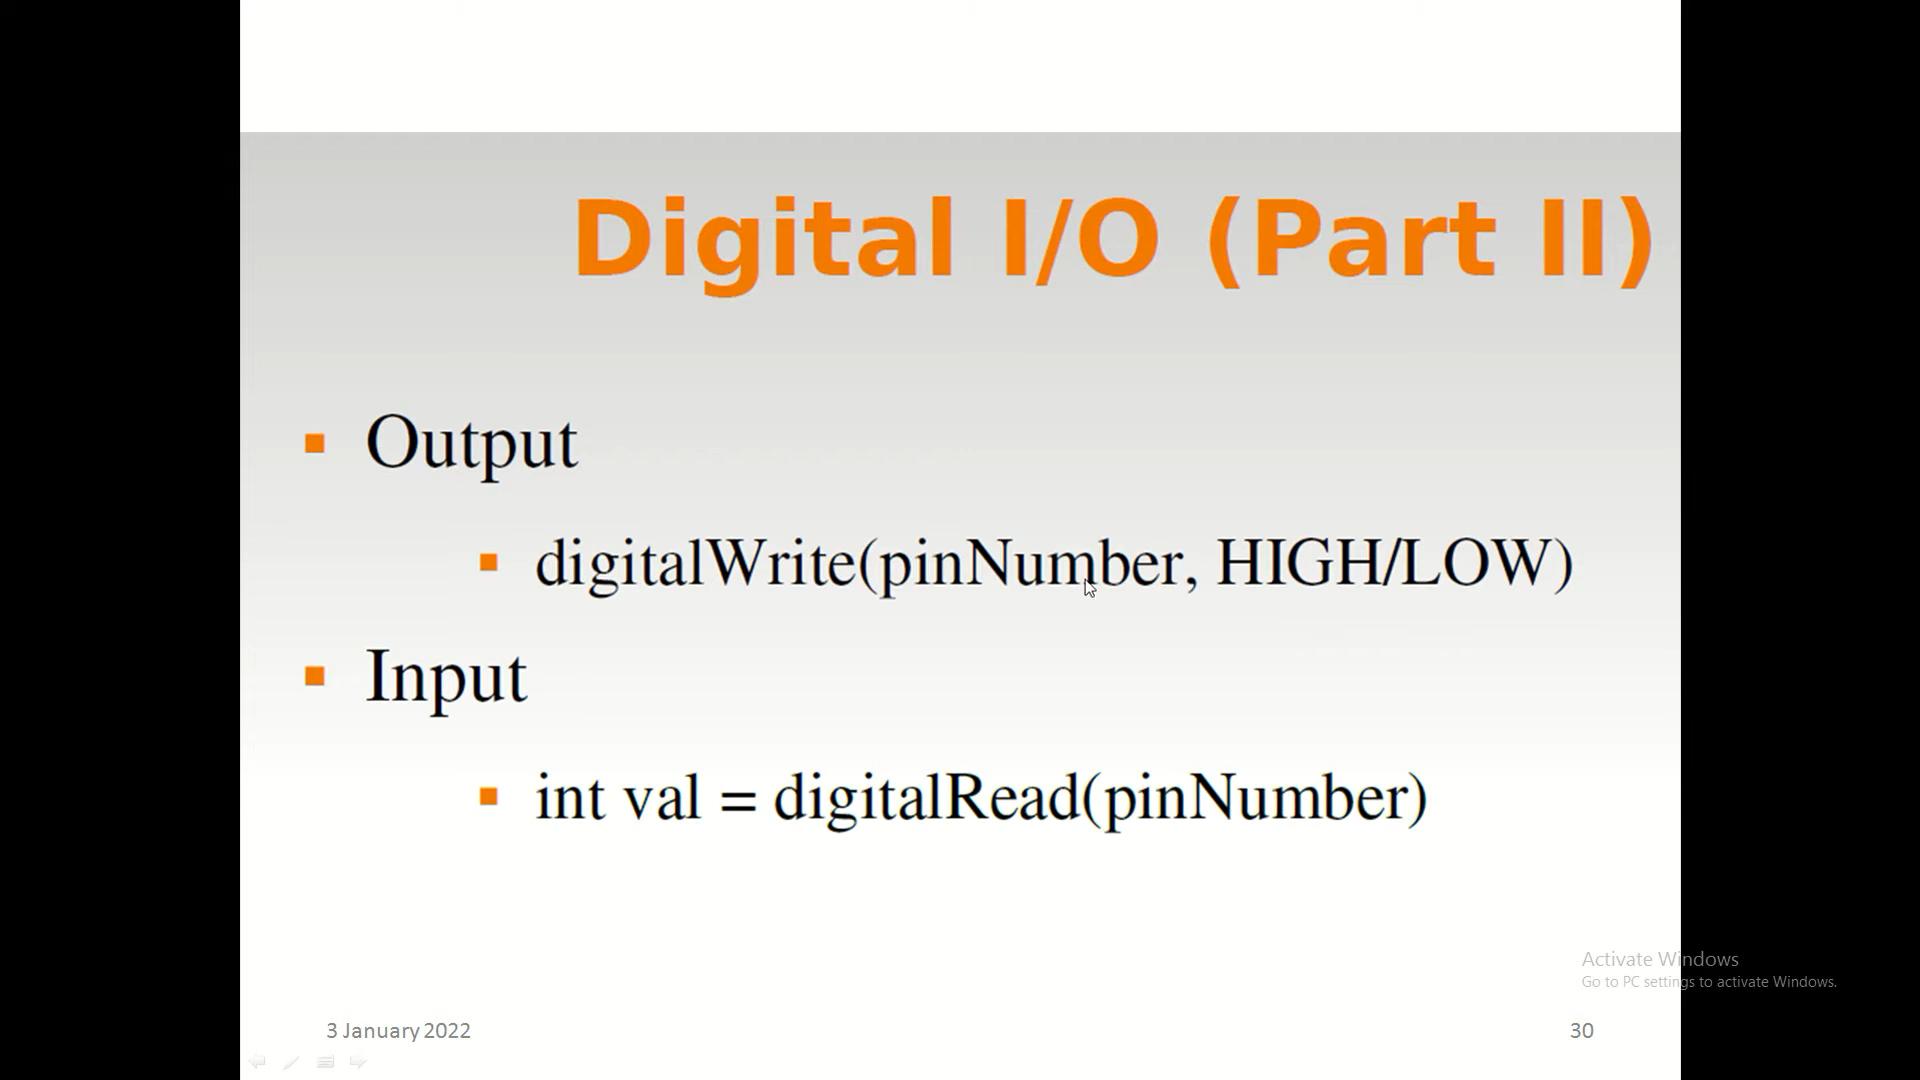 Digital I/O (Part II)
▪ Output
▪ digitalWrite(pinNumber, HIGH/LOW)
▪ Input
▪ int val = digitalRead(pinNumber)
Activate Windows
Go to PC settings to activate Windows.
3 January 2022
30